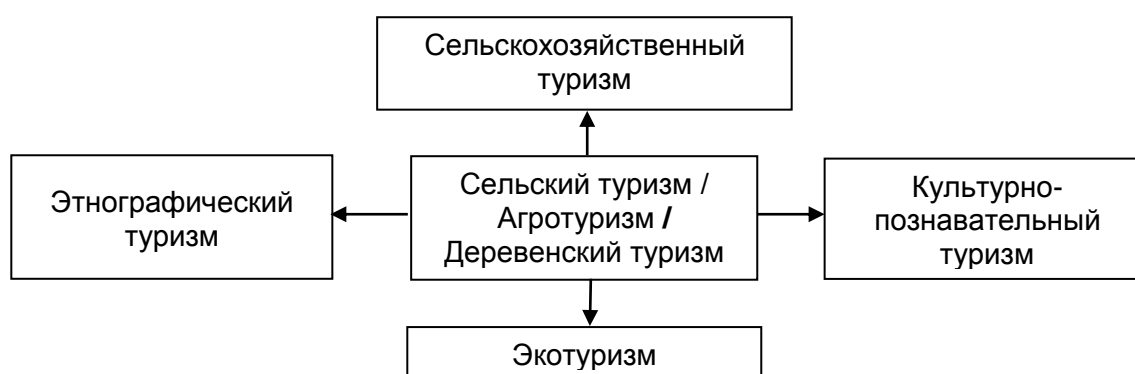 Сельскохозяйственный
туризм
Этнографический
туризм
Сельский туризм /
Агротуризм /
Деревенский туризм
Культурно-
познавательный
туризм
Экотуризм